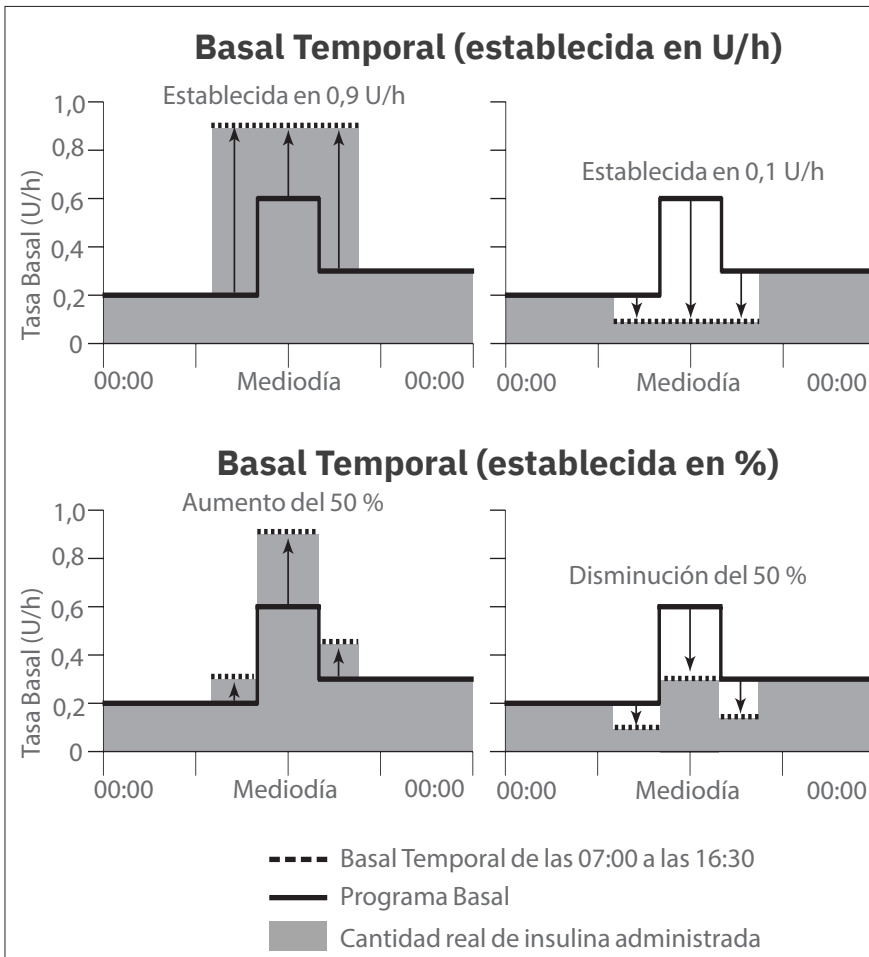 Basal Temporal (establecida en U/h)
Establecida en 0,9 U/h
Tasa Basal (U/h)
1,0
0,8
0,6
0,4
0,2
0
00:00 Mediodía 00:00
Establecida en 0,1 U/h
00:00 Mediodía 00:00
Basal Temporal (establecida en %)
Aumento del 50 %
Tasa Basal (U/h)
1,0
0,8
0,6
0,4
0,2
0
00:00 Mediodía 00:00
Disminución del 50 %
00:00 Mediodía 00:00
Basal Temporal de las 07:00 a las 16:30
Programa Basal
Cantidad real de insulina administrada